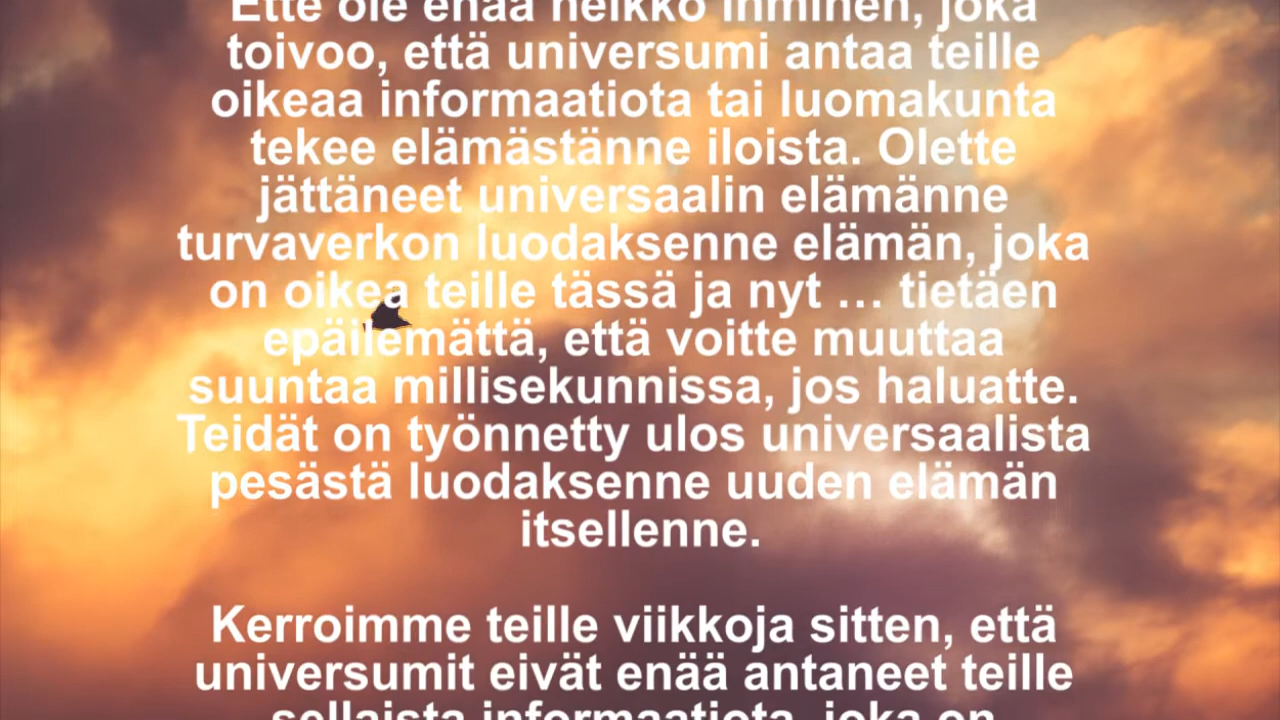 Ette ole enää heikko ihminen, joka
toivoo, että universumi antaa teille
oikeaa informaatiota tai luomakunta
tekee elämästänne iloista. Olette
jättäneet universaalin elämänne
turvaverkon luodaksenne elämän, joka
on oikea teille tässä ja nyt … tietäen
epäilemättä, että voitte muuttaa
suuntaa millisekunnissa, jos haluatte.
Teidät on työnnetty ulos universaalista
pesästä luodaksenne uuden elämän
itsellenne.
Kerroimme teille viikkoja sitten, että
universumit eivät enää antaneet teille
sellaista informaatiota, joka on